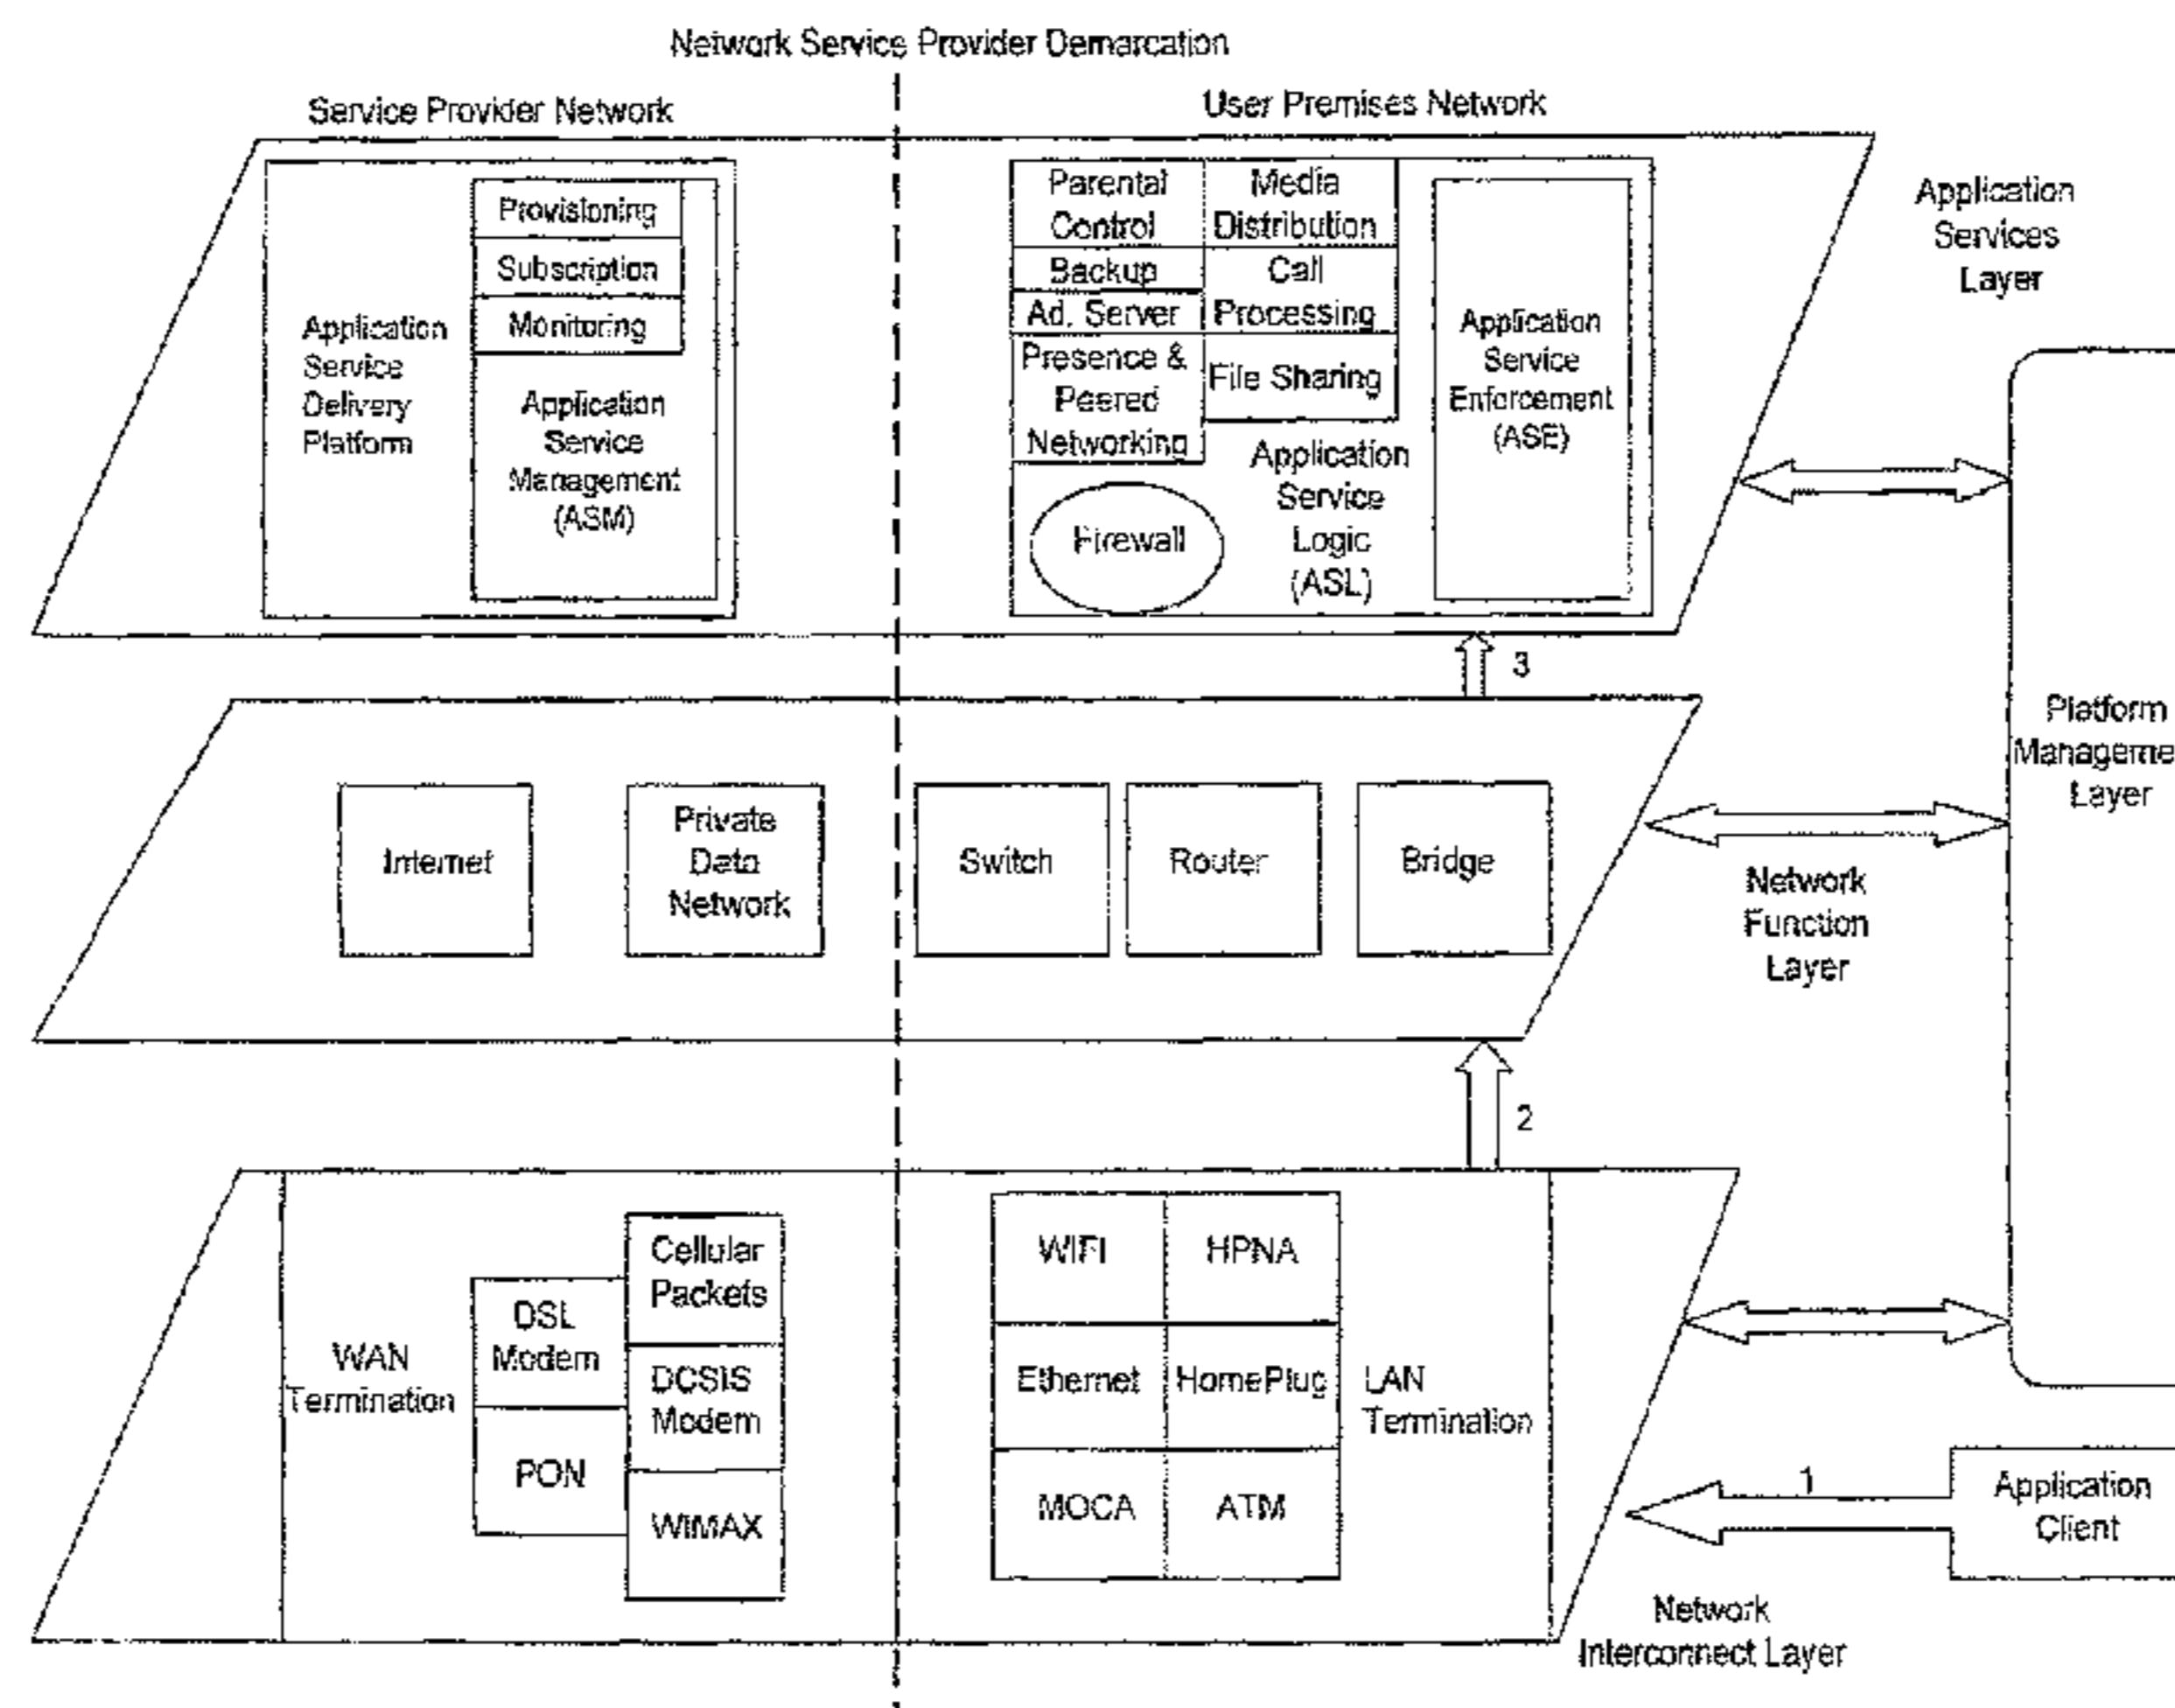 Network Service Provider Demarcation
Service Provider Network
User Premises Network
Provisioning
Subscription
Monitoring
Application
Service
Delivery
Platform
Application
Service
Management
(ASM)
Parental
Control
Media
Distribution
Backup
Call
Processing
Ad. Server
Presence &
Peered
Networking
File Sharing
Firewall
Application
Service
Logic
(ASL)
Application
Service
Enforcement
(ASE)
Application
Services
Layer
3
Internet
Private
Data
Network
Switch
Router
Bridge
Network
Function
Layer
Platform
Manageme
Layer
2
WAN
Termination
DSL
Modem
PON
Cellular
Packets
DCSIS
Modem
WIMAX
WIFI
HPNA
Ethernet
HomePlug
MOCA
ATM
LAN
Termination
1
Application
Client
Network
Interconnect Layer